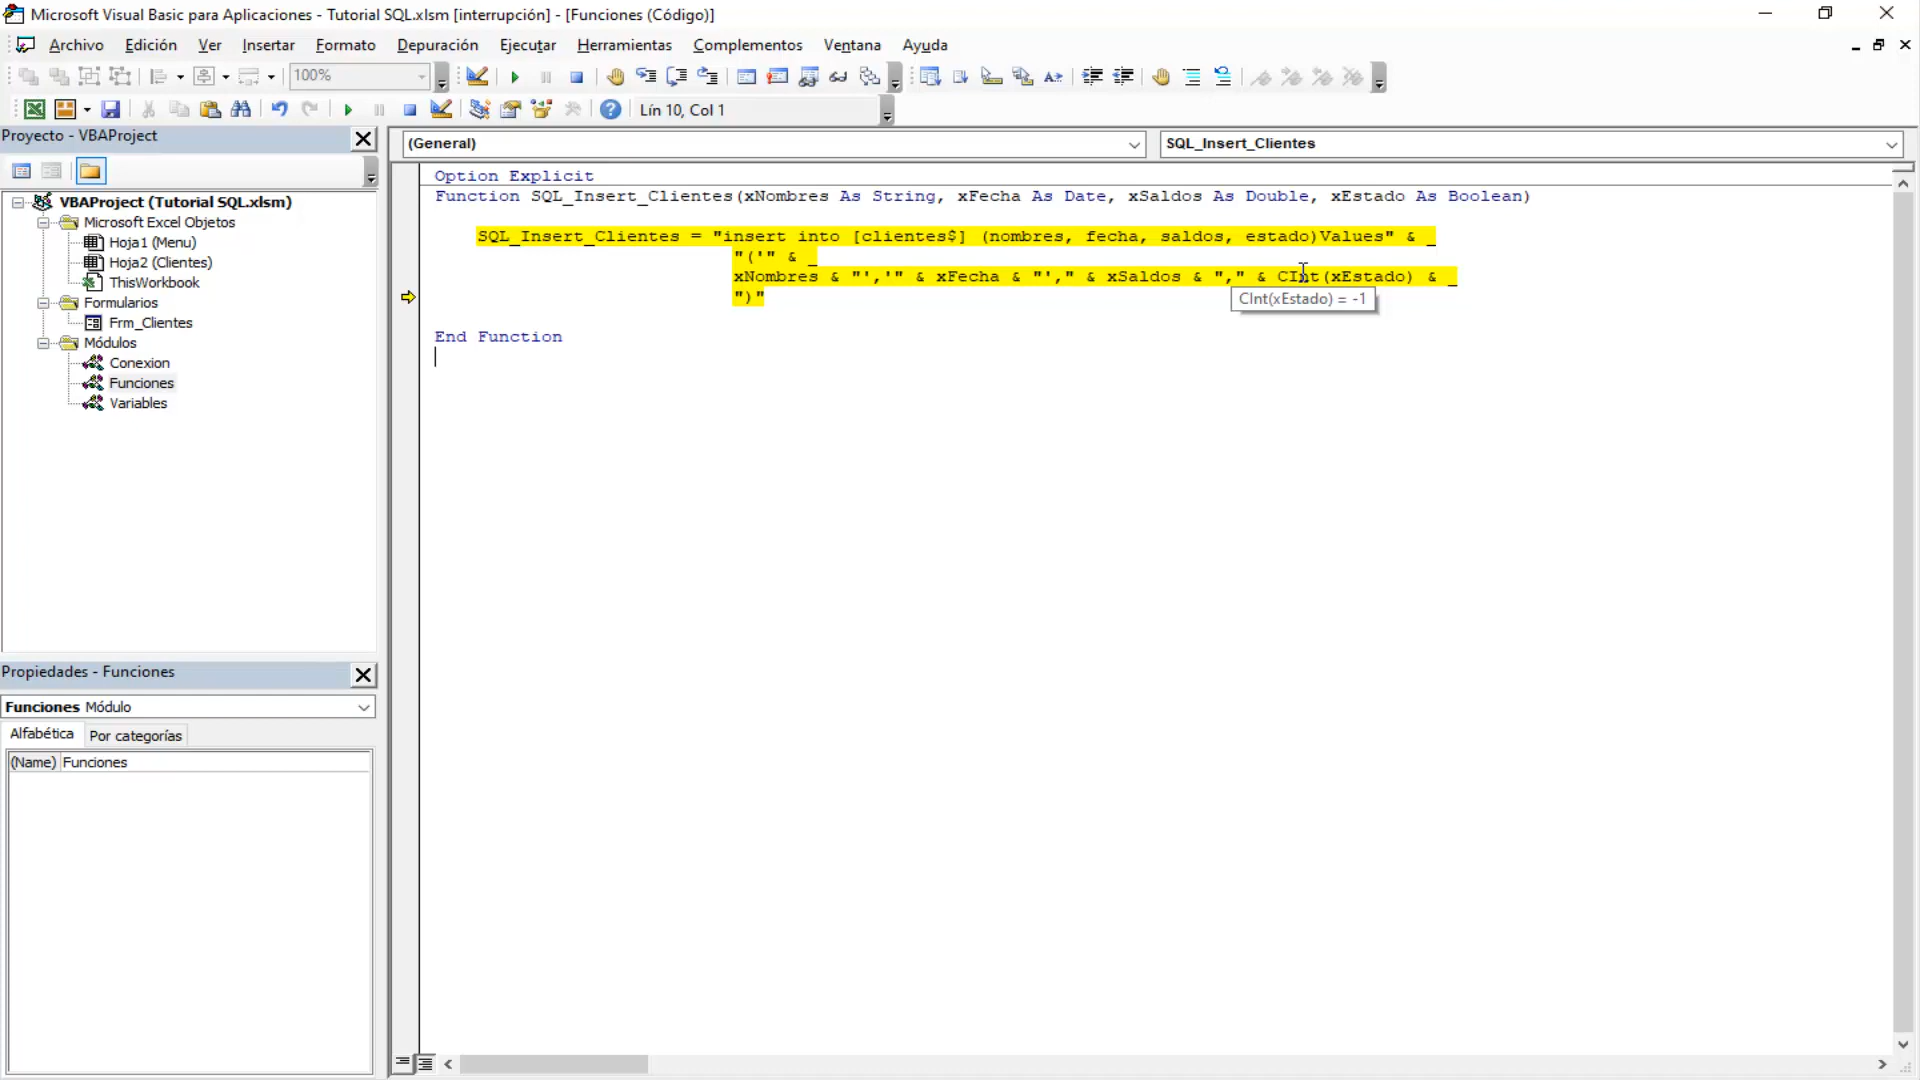 Microsoft Visual Basic para Aplicaciones - Tutorial SQL.xlsm [interrupción] - [Funciones (Código)]
Archivo Edición Ver Insertar Formato Depuración Ejecutar Herramientas Complementos Ventana Ayuda
100%
Lín 10, Col 1
Proyecto - VBAProject
(General)
SQL_Insert_Clientes
VBAProject (Tutorial SQL.xlsm)
Microsoft Excel Objetos
Hoja1 (Menu)
Hoja2 (Clientes)
ThisWorkbook
Formularios
Frm_Clientes
Módulos
Conexion
Funciones
Variables
Option Explicit
Function SQL_Insert_Clientes(xNombres As String, xFecha As Date, xSaldos As Double, xEstado As Boolean)
SQL_Insert_Clientes = "insert into [clientes$] (nombres, fecha, saldos, estado)Values" & _
"('" & _
xNombres & "','" & xFecha & "'," & xSaldos & "," & CInt(xEstado) & _
")"
CInt(xEstado) = -1
End Function
Propiedades - Funciones
Funciones Módulo
Alfabética Por categorías
(Name) Funciones